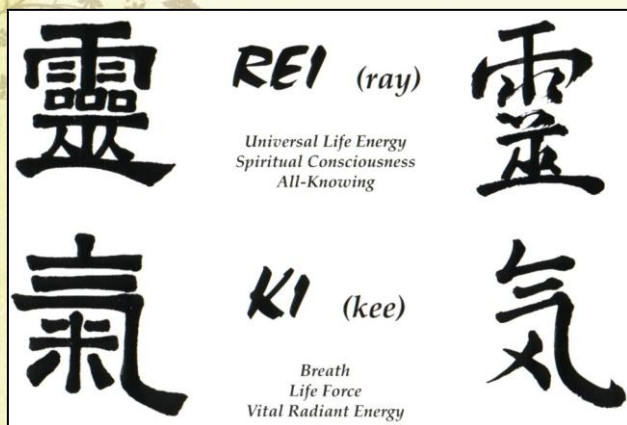 靈 REI (ray) 靈
Universal Life Energy
Spiritual Consciousness
All-Knowing
氣 KI (kee) 気
Breath
Life Force
Vital Radiant Energy